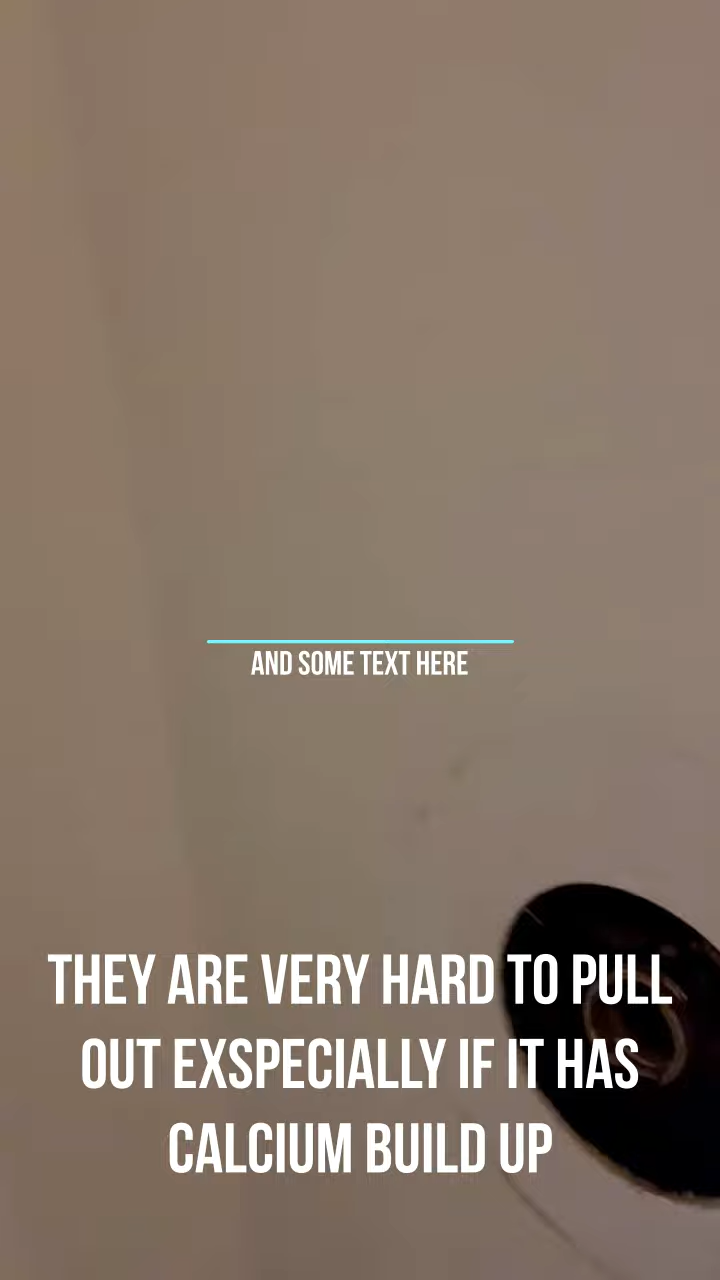 AND SOME TEXT HERE
THEY ARE VERY HARD TO PULL
OUT EXSPECIALLY IF IT HAS
CALCIUM BUILD UP